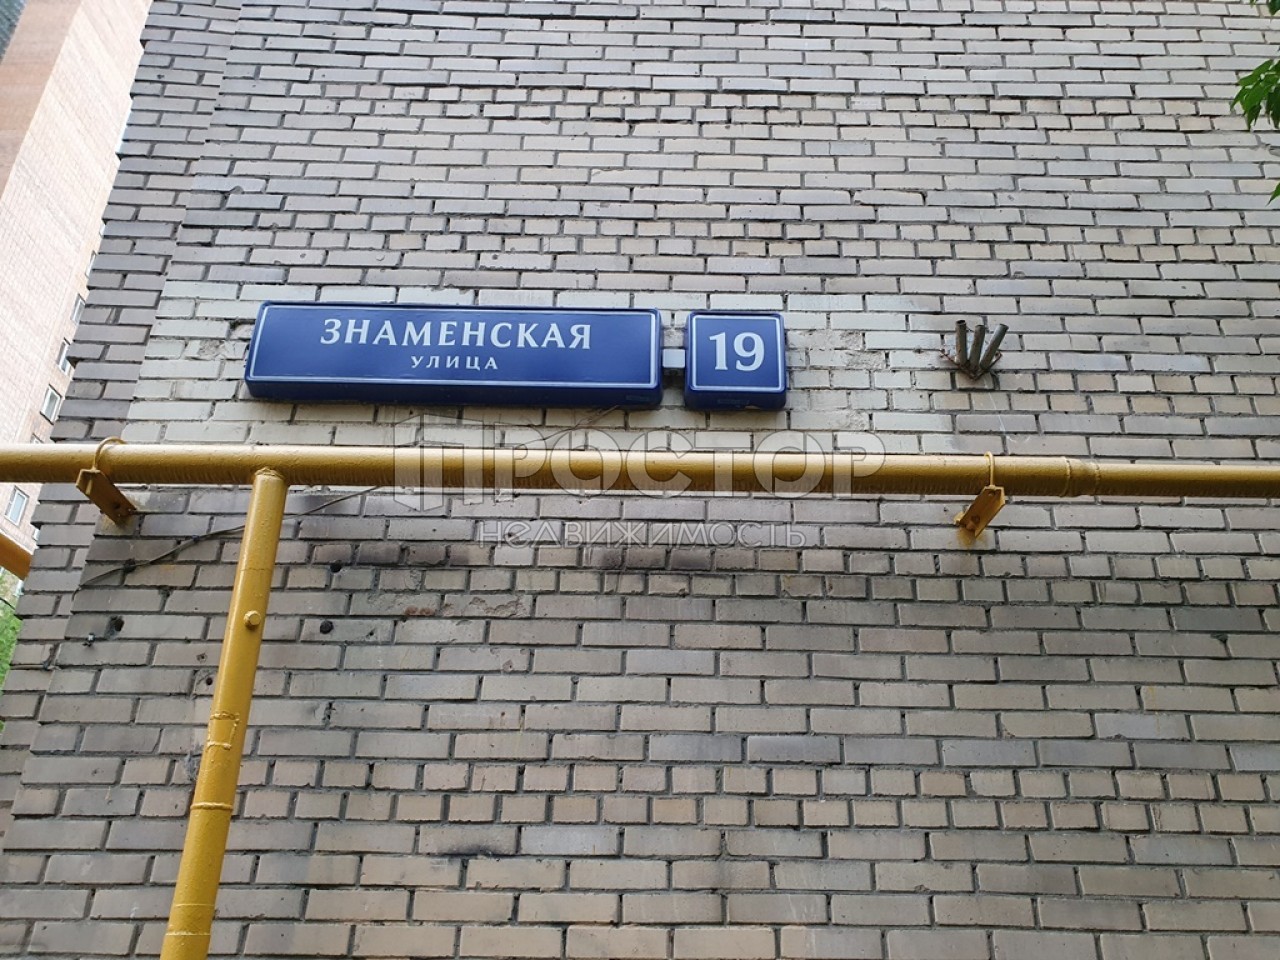 ЗНАМЕНСКАЯ
УЛИЦА
19
ПРОСТОР
НЕДВИЖИМОСТЬ